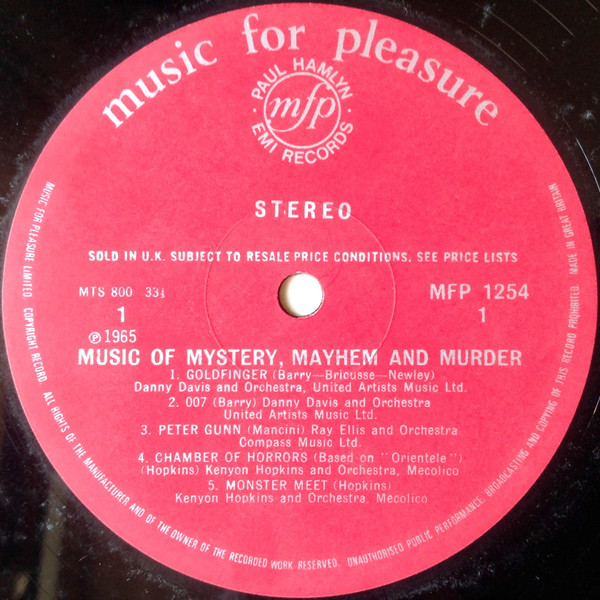 music for pleasure
PAUL HAMLYN
mfp
EMI RECORDS
STEREO
SOLD IN U.K. SUBJECT TO RESALE PRICE CONDITIONS, SEE PRICE LISTS
MTS 800 33⅓
MFP 1254
1
1
℗ 1965
MUSIC OF MYSTERY, MAYHEM AND MURDER
1. GOLDFINGER (Barry—Briousse—Newley)
Danny Davis and Orchestra, United Artists Music Ltd.
2. 007 (Barry) Danny Davis and Orchestra
United Artists Music Ltd.
3. PETER GUNN (Mancini) Ray Ellis and Orchestra
Compass Music Ltd.
4. CHAMBER OF HORRORS (Based on "Orientele")
(Hopkins) Kenyon Hopkins and Orchestra, Mecolico
5. MONSTER MEET (Hopkins)
Kenyon Hopkins and Orchestra, Mecolico
MUSIC FOR PLEASURE LIMITED. COPYRIGHT RECORD. ALL RIGHTS OF THE MANUFACTURER AND OF THE OWNER OF THE RECORDED WORK RESERVED. UNAUTHORISED PUBLIC PERFORMANCE, BROADCASTING AND COPYING OF THIS RECORD PROHIBITED. MADE IN GREAT BRITAIN